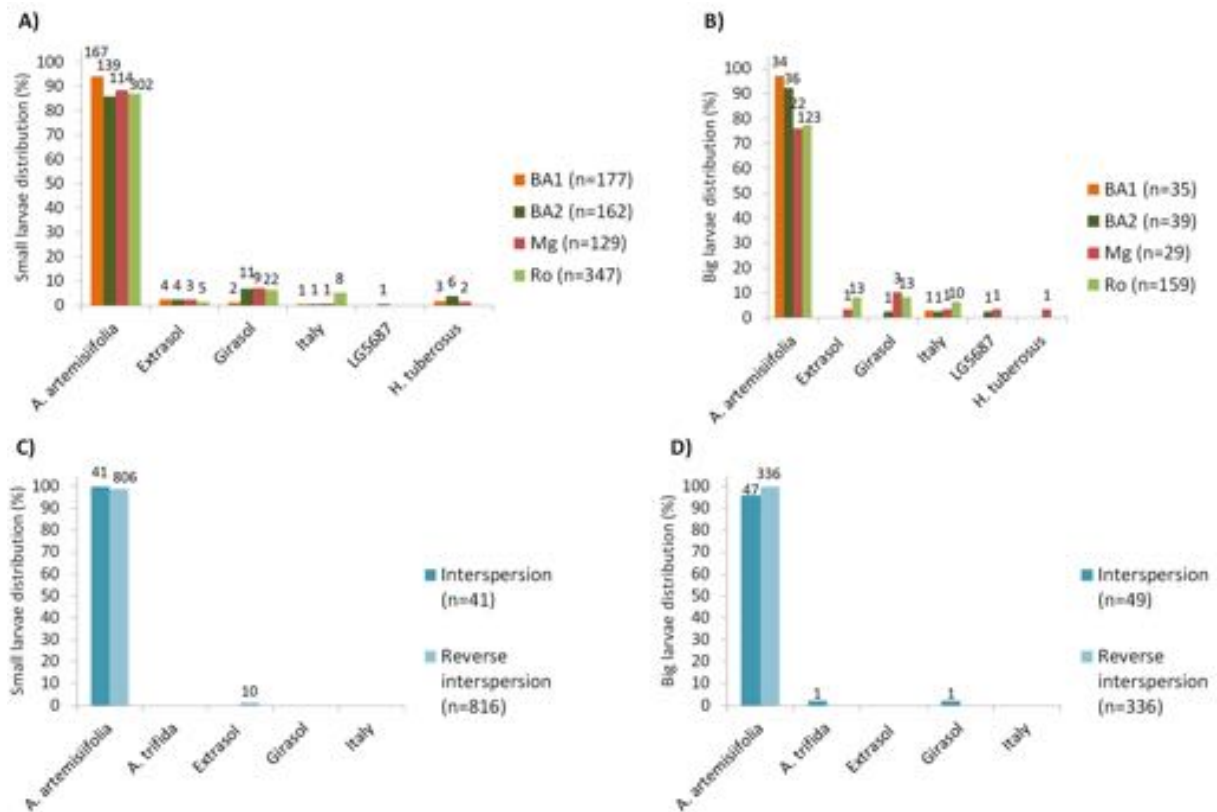 A)
167
139
114
302
4 4 3 5
2
11
9
22
1 1 1
8
1
3 6 2
100
90
80
70
60
50
40
30
20
10
0
Small larvae distribution (%)
A. artemisiifolia
Extrasol
Girasol
Italy
LG5687
H. tuberosus
BA1 (n=177)
BA2 (n=162)
Mg (n=129)
Ro (n=347)
B)
34
36
22
123
1
13
1
3
13
1 1 1
10
1 1
1
100
90
80
70
60
50
40
30
20
10
0
Big larvae distribution (%)
A. artemisiifolia
Extrasol
Girasol
Italy
LG5687
H. tuberosus
BA1 (n=35)
BA2 (n=39)
Mg (n=29)
Ro (n=159)
C)
41
806
10
100
90
80
70
60
50
40
30
20
10
0
Small larvae distribution (%)
A. artemisiifolia
A. trifida
Extrasol
Girasol
Italy
Interspersion
(n=41)
Reverse
interspersion
(n=816)
D)
47
336
1
1
100
90
80
70
60
50
40
30
20
10
0
Big larvae distribution (%)
A. artemisiifolia
A. trifida
Extrasol
Girasol
Italy
Interspersion
(n=49)
Reverse
interspersion
(n=336)